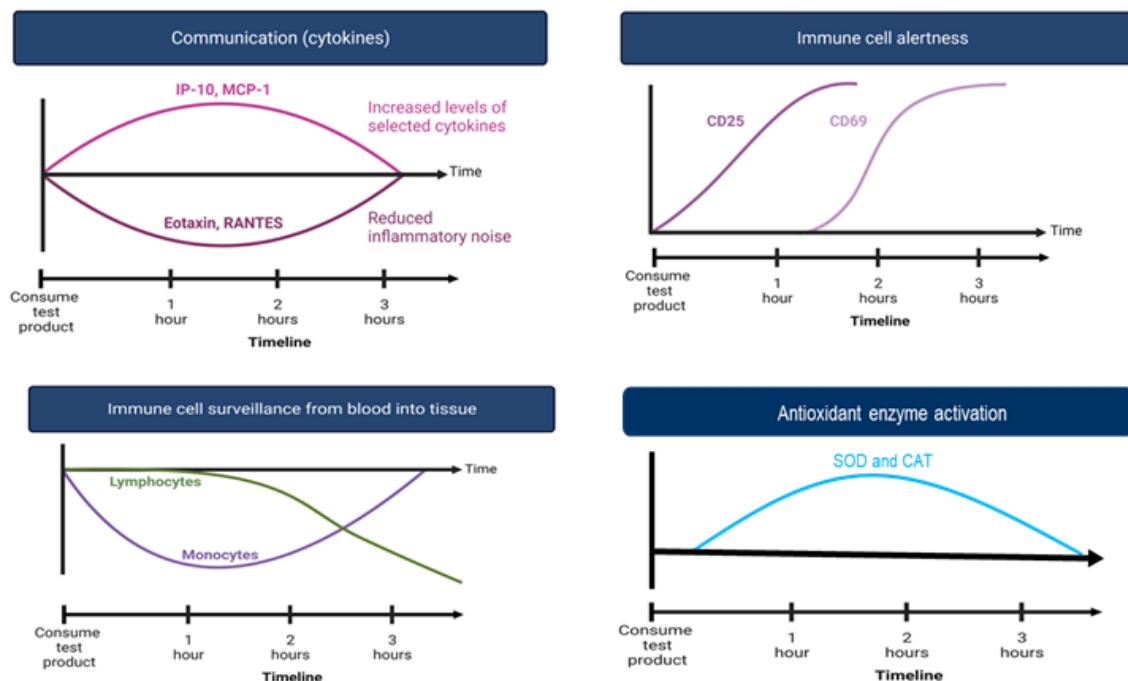 Communication (cytokines)
IP-10, MCP-1
Increased levels of
selected cytokines
Time
Eotaxin, RANTES
Reduced
inflammatory noise
Consume
test
product
1
hour
2
hours
3
hours
Timeline
Immune cell alertness
CD25
CD69
Time
Consume
test
product
1
hour
2
hours
3
hours
Timeline
Immune cell surveillance from blood into tissue
Time
Lymphocytes
Monocytes
Consume
test
product
1
hour
2
hours
3
hours
Timeline
Antioxidant enzyme activation
SOD and CAT
Consume
test
product
1
hour
2
hours
3
hours
Timeline